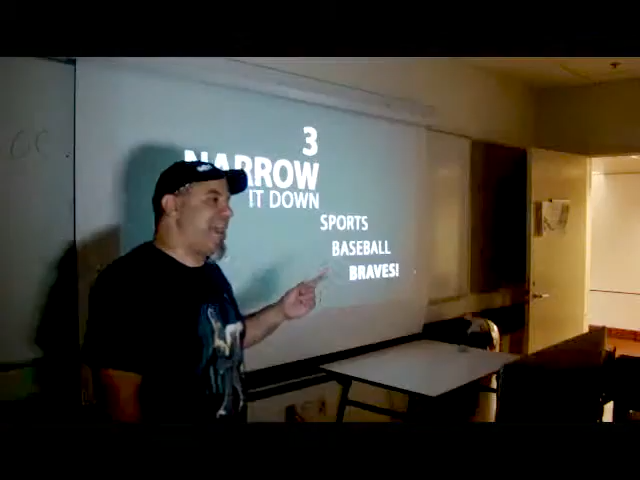 3
NARROW
IT DOWN
SPORTS
BASEBALL
BRAVES!